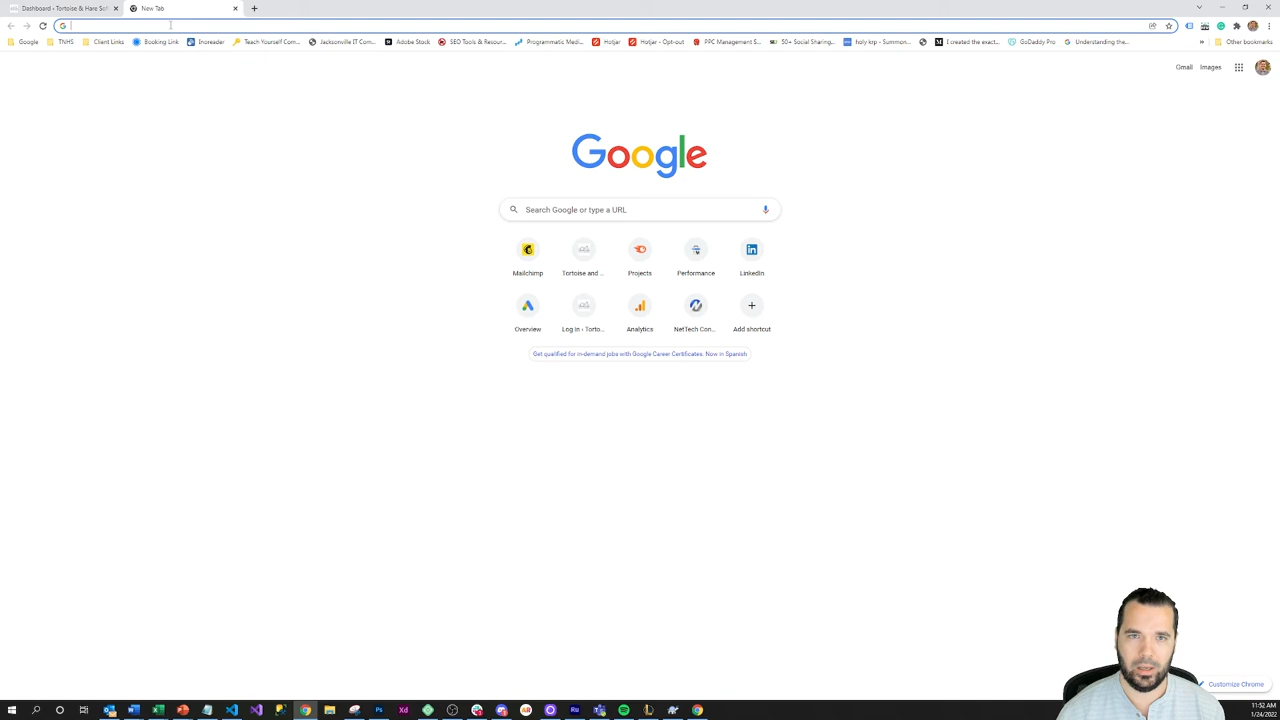 Dashboard ‹ Tortoise & Hare Sof
New Tab
Google
TNHS
Client Links
Booking Link
Inoreader
Teach Yourself Com...
Jacksonville IT Com...
Adobe Stock
SEO Tools & Resour...
Programmatic Medi...
Hotjar
Hotjar - Opt-out
PPC Management S...
50+ Social Sharing...
holy krp - Summon...
I created the exact...
GoDaddy Pro
Understanding the...
»
Other bookmarks
Gmail
Images
Google
Search Google or type a URL
Mailchimp
Tortoise and ...
Projects
Performance
LinkedIn
Overview
Log In ‹ Torto...
Analytics
NetTech Con...
Add shortcut
Get qualified for in-demand jobs with Google Career Certificates. Now in Spanish
Customize Chrome
11:52 AM
1/24/2022